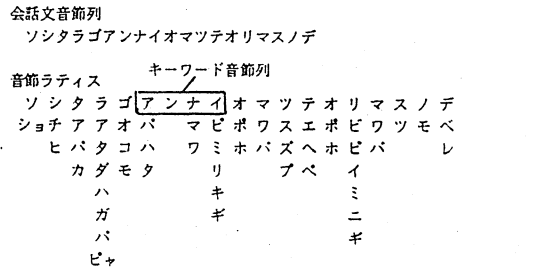 会話文音節列
ソシタラゴアンナイオマツテオリマスノデ
キーワード音節列
音節ラティス
ソ シ タ ラ ゴ ア ン ナ イ オ マ ツ テ オ リ マ ス ノ デ
ショ チ ア ア オ パ マ ピ ポ ワ ス エ ポ ビ ワ ツ モ ベ
ヒ パ タ コ ハ ワ ミ ホ バ ズ ヘ ホ ピ バ レ
カ ダ モ タ リ プ ペ イ
ハ キ ミ
ガ ギ ニ
パ ギ
ピャ